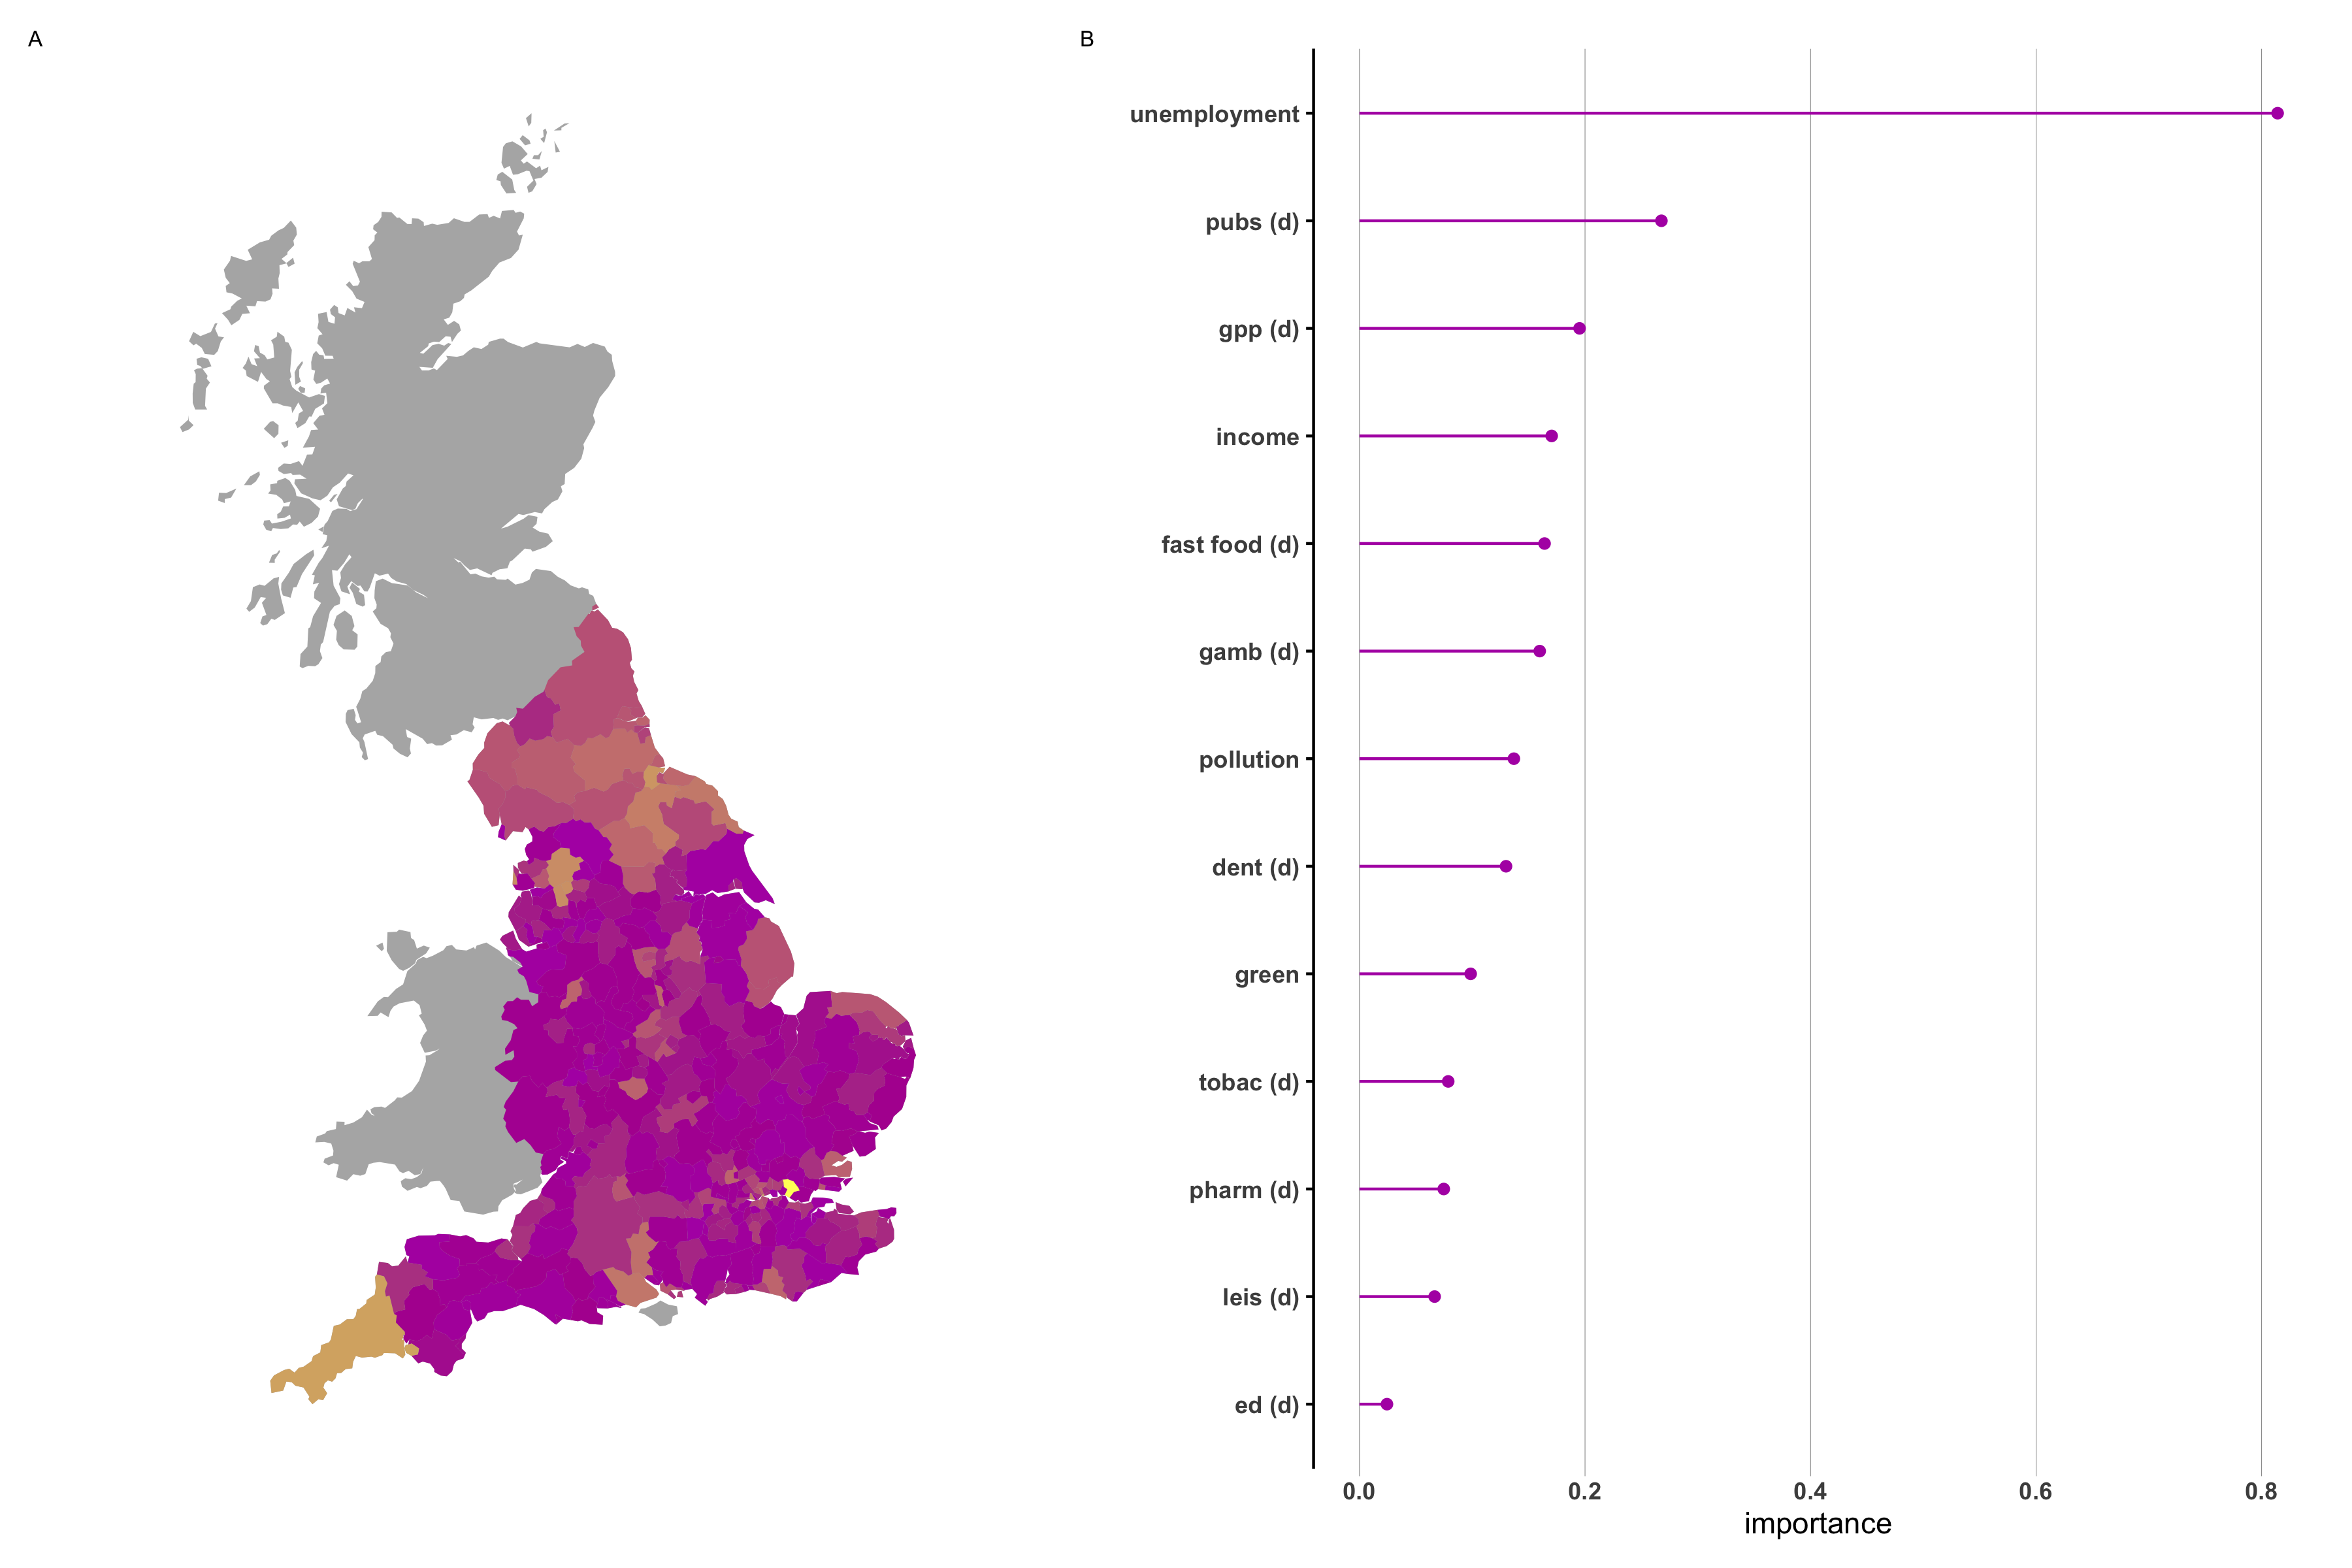 A
B
unemployment
pubs (d)
gpp (d)
income
fast food (d)
gamb (d)
pollution
dent (d)
green
tobac (d)
pharm (d)
leis (d)
ed (d)
0.0 0.2 0.4 0.6 0.8
importance